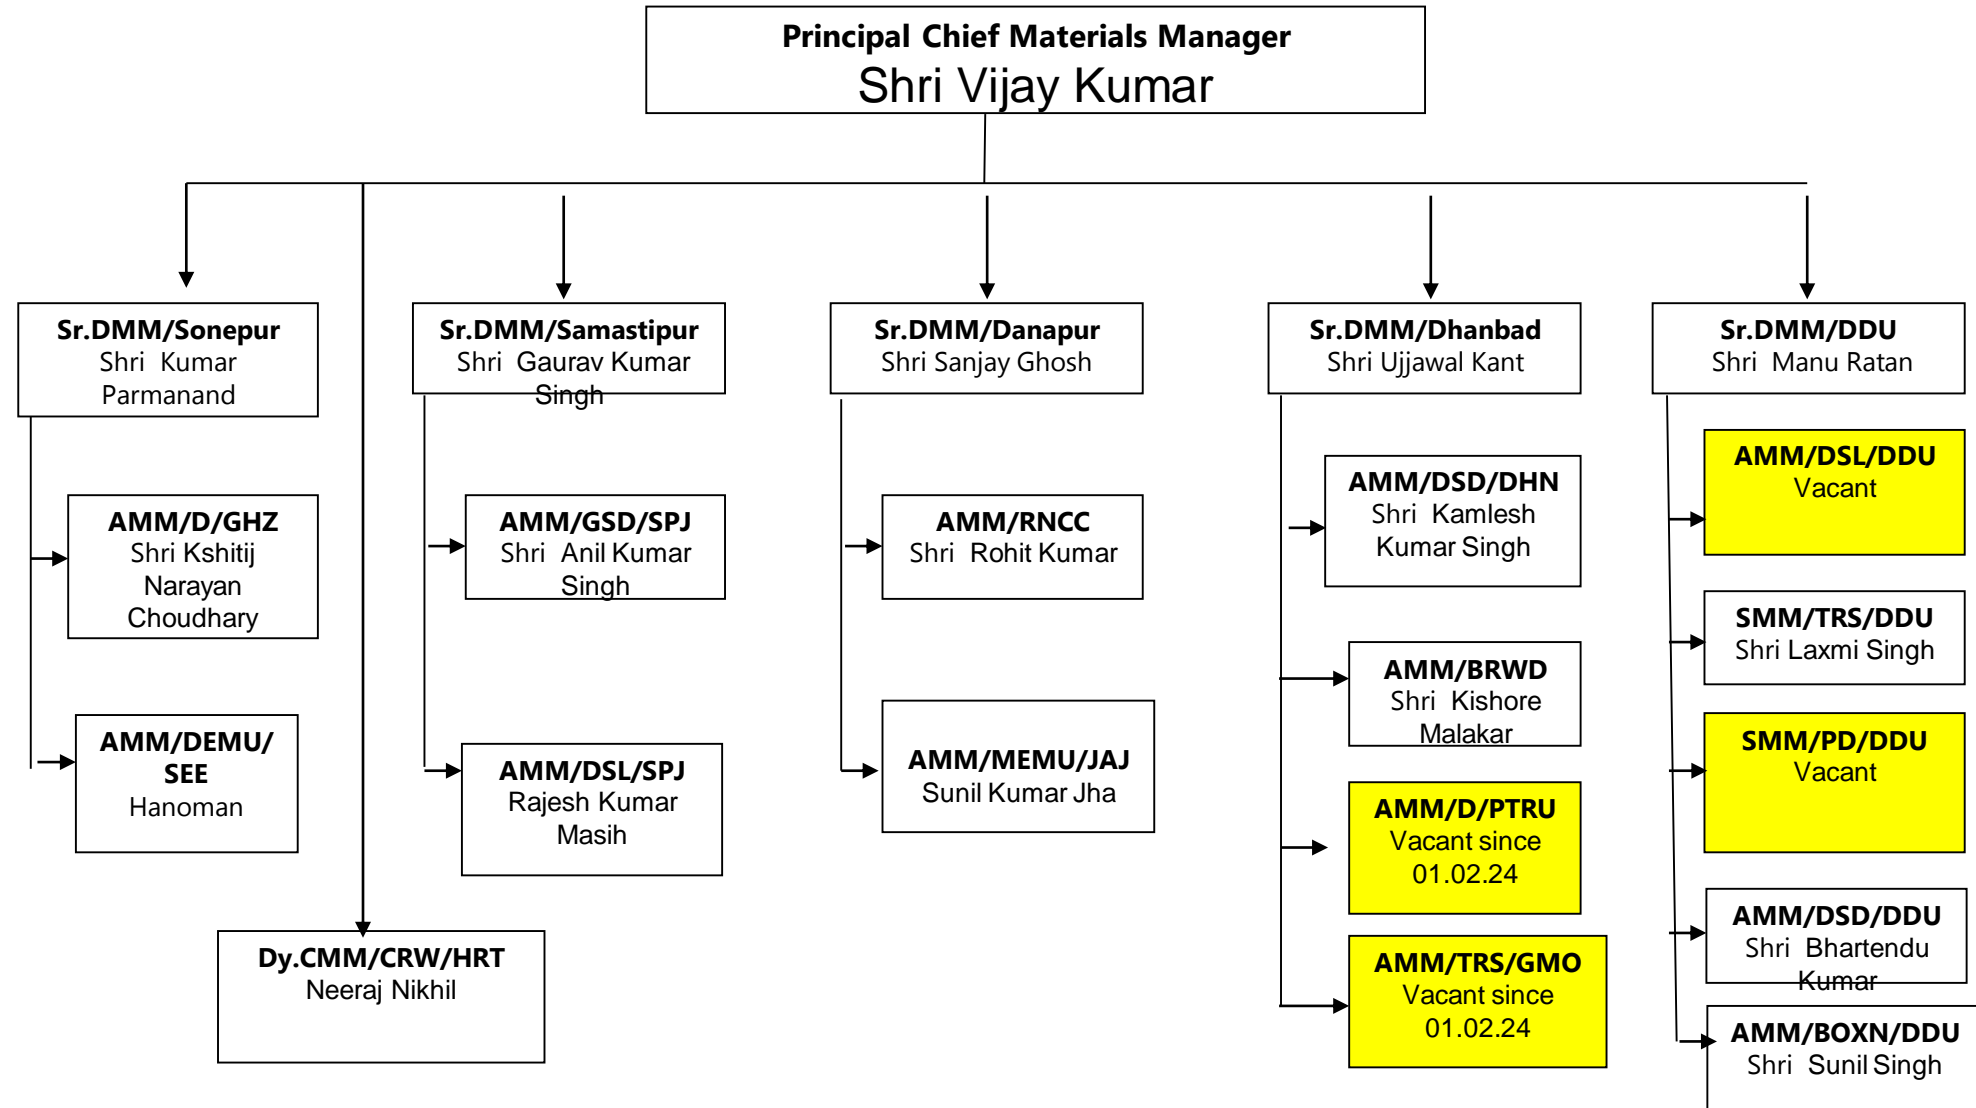 Principal Chief Materials Manager
Shri Vijay Kumar
Sr.DMM/Sonepur
Shri Kumar
Parmanand
AMM/D/GHZ
Shri Kshitij
Narayan
Choudhary
AMM/DEMU/
SEE
Hanoman
Dy.CMM/CRW/HRT
Neeraj Nikhil
Sr.DMM/Samastipur
Shri Gaurav Kumar
Singh
AMM/GSD/SPJ
Shri Anil Kumar
Singh
AMM/DSL/SPJ
Rajesh Kumar
Masih
Sr.DMM/Danapur
Shri Sanjay Ghosh
AMM/RNCC
Shri Rohit Kumar
AMM/MEMU/JAJ
Sunil Kumar Jha
Sr.DMM/Dhanbad
Shri Ujjawal Kant
AMM/DSD/DHN
Shri Kamlesh
Kumar Singh
AMM/BRWD
Shri Kishore
Malakar
AMM/D/PTRU
Vacant since
01.02.24
AMM/TRS/GMO
Vacant since
01.02.24
Sr.DMM/DDU
Shri Manu Ratan
AMM/DSL/DDU
Vacant
SMM/TRS/DDU
Shri Laxmi Singh
SMM/PD/DDU
Vacant
AMM/DSD/DDU
Shri Bhartendu
Kumar
AMM/BOXN/DDU
Shri Sunil Singh